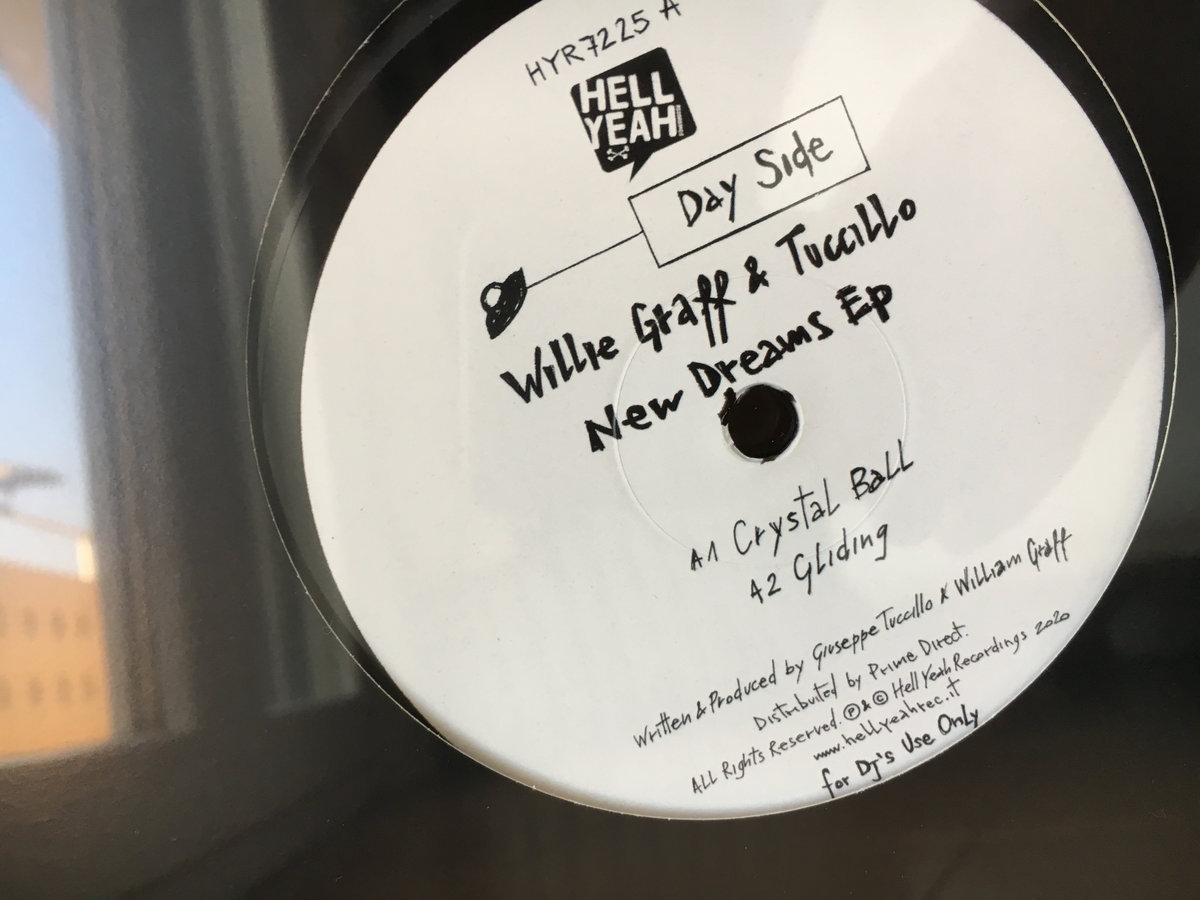 HYR7225 A
HELL
YEAH
Day Side
Willie Graff & Tuccillo
New Dreams Ep
A1 Crystal Ball
A2 Gliding
Written & Produced by Giuseppe Tuccillo & William Graff
Distributed by Prime Direct.
ALL Rights Reserved. ℗ & © Hell Yeah Recordings 2020
www.hellyeahrec.it
for Dj's Use Only